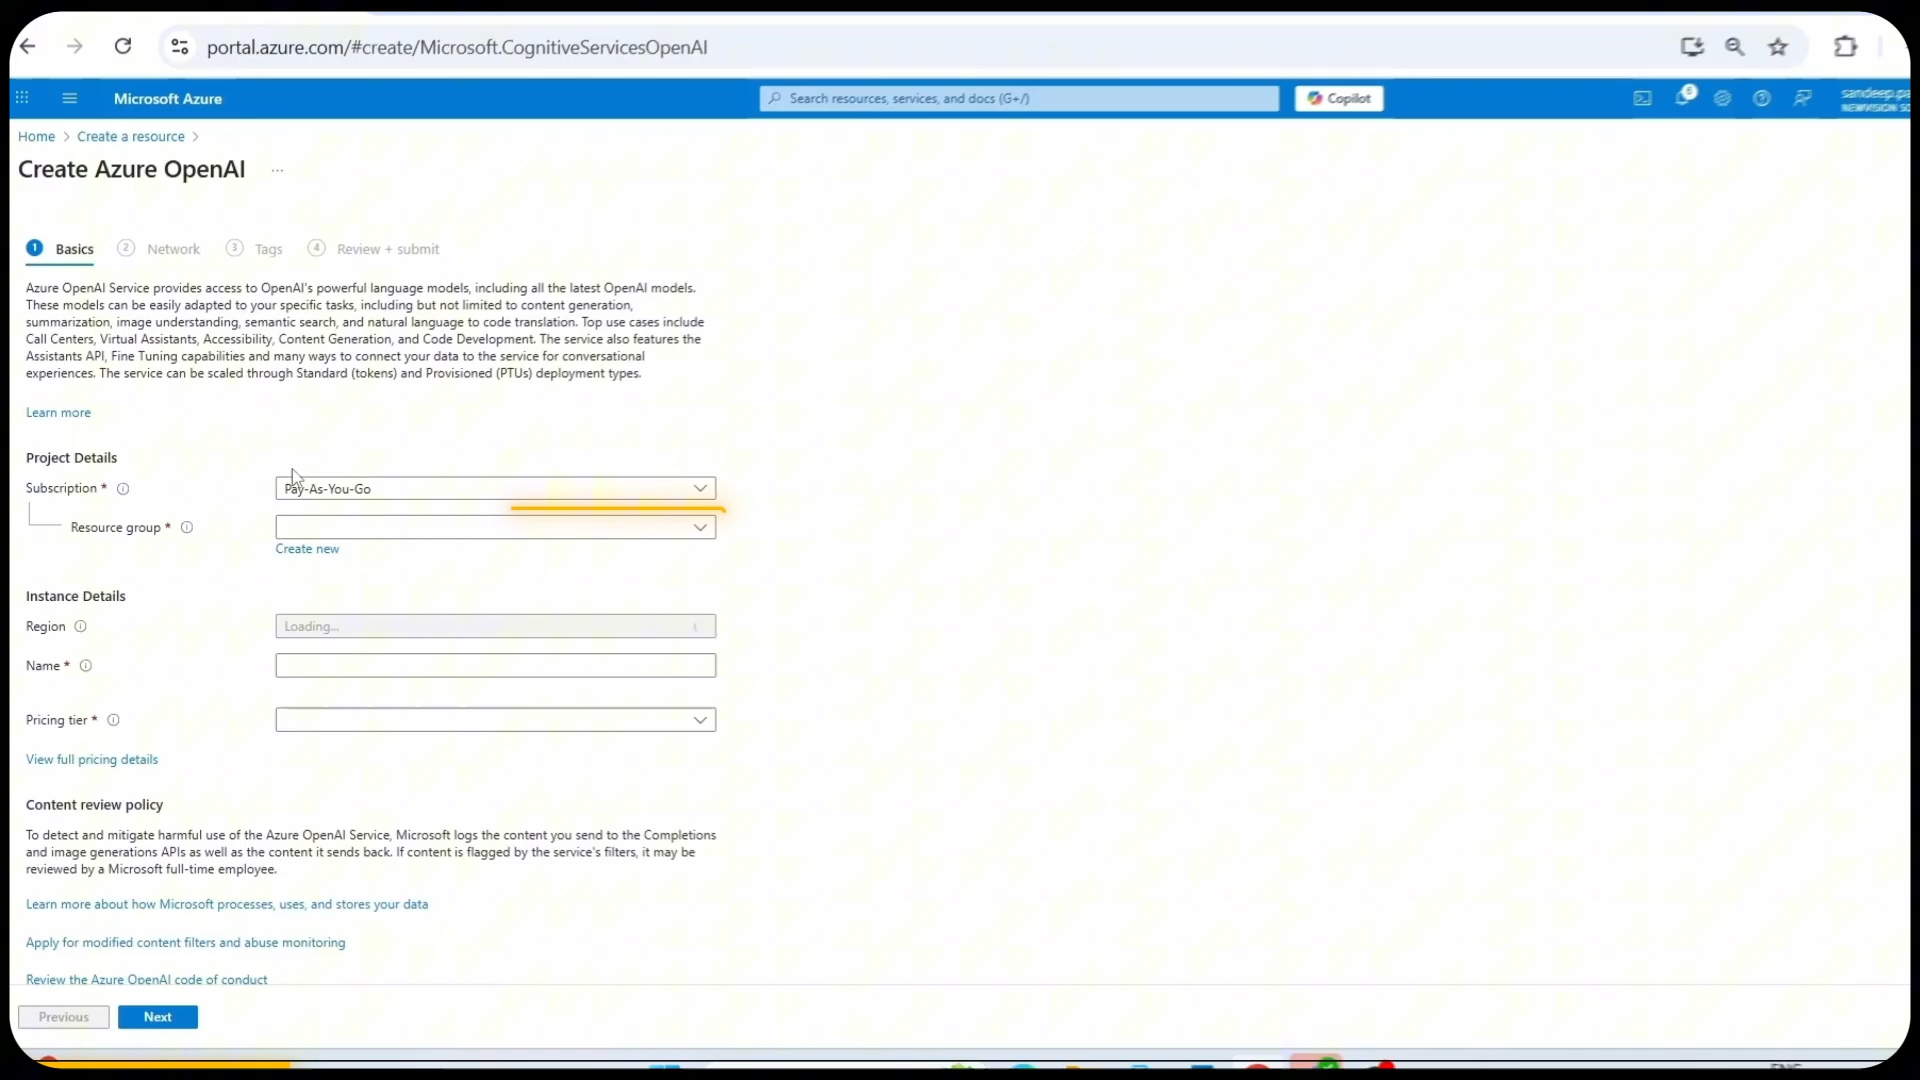 portal.azure.com/#create/Microsoft.CognitiveServicesOpenAI
Microsoft Azure
Search resources, services, and docs (G+/)
Copilot
6
sandeep.pa
NEWVISION SO
Home > Create a resource >
Create Azure OpenAI ...
1 Basics 2 Network 3 Tags 4 Review + submit
Azure OpenAI Service provides access to OpenAI's powerful language models, including all the latest OpenAI models.
These models can be easily adapted to your specific tasks, including but not limited to content generation,
summarization, image understanding, semantic search, and natural language to code translation. Top use cases include
Call Centers, Virtual Assistants, Accessibility, Content Generation, and Code Development. The service also features the
Assistants API, Fine Tuning capabilities and many ways to connect your data to the service for conversational
experiences. The service can be scaled through Standard (tokens) and Provisioned (PTUs) deployment types.
Learn more
Project Details
Subscription *
Pay-As-You-Go
Resource group *
Create new
Instance Details
Region
Loading...
Name *
Pricing tier *
View full pricing details
Content review policy
To detect and mitigate harmful use of the Azure OpenAI Service, Microsoft logs the content you send to the Completions
and image generations APIs as well as the content it sends back. If content is flagged by the service's filters, it may be
reviewed by a Microsoft full-time employee.
Learn more about how Microsoft processes, uses, and stores your data
Apply for modified content filters and abuse monitoring
Review the Azure OpenAI code of conduct
Previous
Next